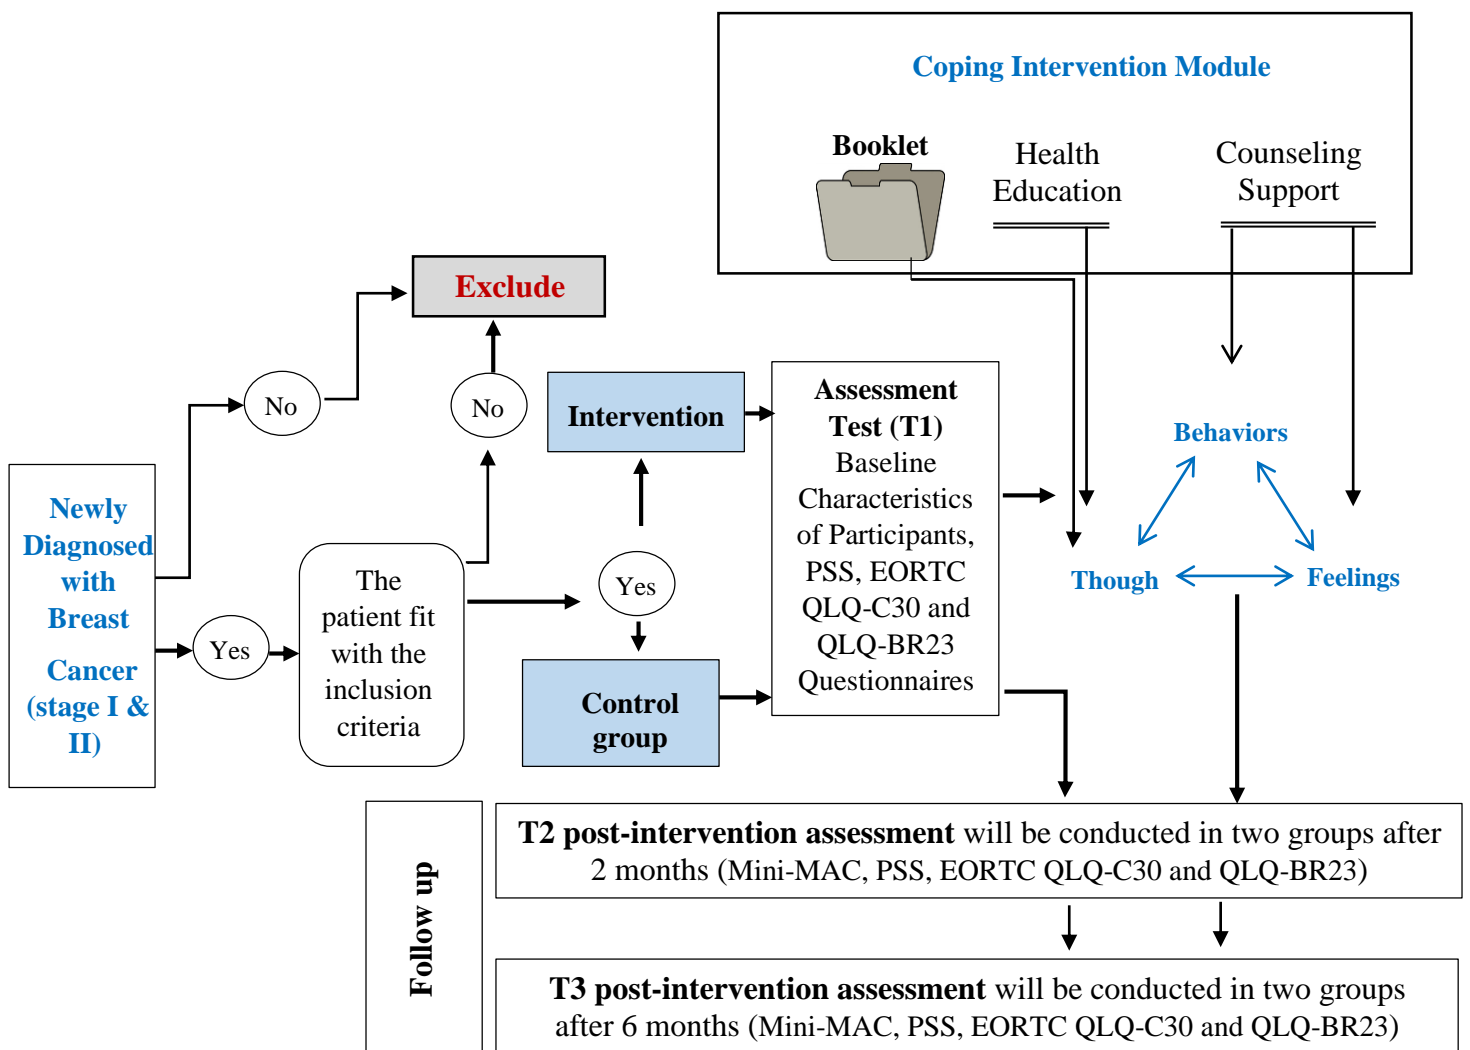 Coping Intervention Module
Booklet
Health
Education
Counseling
Support
Exclude
No
No
Newly
Diagnosed
with
Breast
Cancer
(stage I &
II)
Yes
The
patient fit
with the
inclusion
criteria
Intervention
Yes
Control
group
Assessment
Test (T1)
Baseline
Characteristics
of Participants,
PSS, EORTC
QLQ-C30 and
QLQ-BR23
Questionnaires
Behaviors
Though
Feelings
Follow up
T2 post-intervention assessment will be conducted in two groups after
2 months (Mini-MAC, PSS, EORTC QLQ-C30 and QLQ-BR23)
T3 post-intervention assessment will be conducted in two groups
after 6 months (Mini-MAC, PSS, EORTC QLQ-C30 and QLQ-BR23)